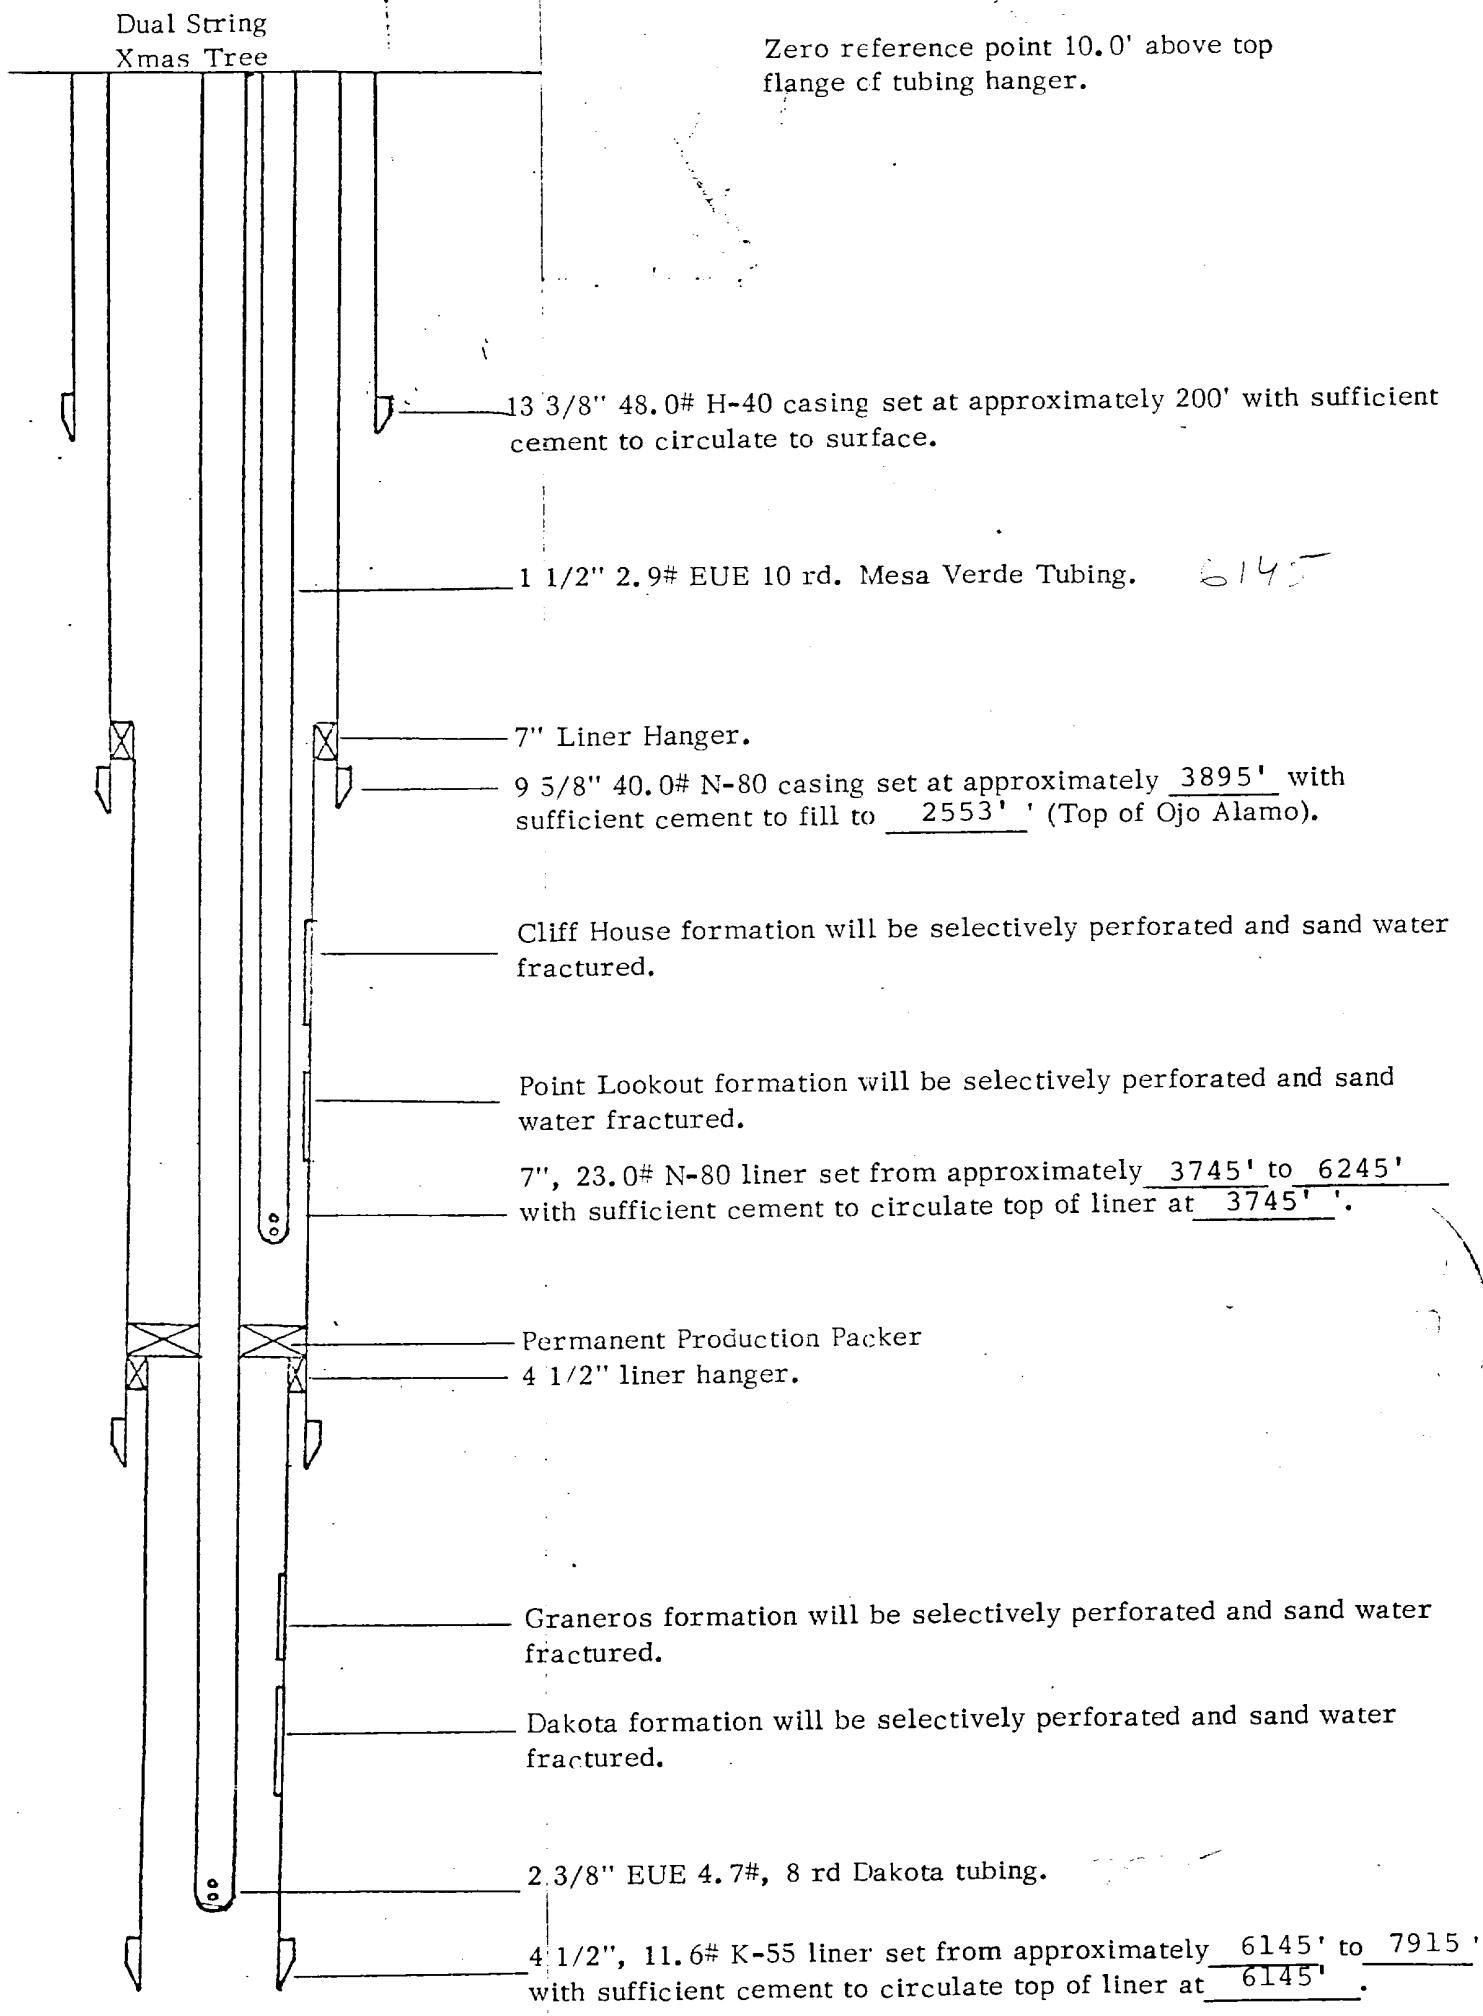 Dual String
Xmas Tree
Zero reference point 10.0' above top
flange cf tubing hanger.
13 3/8" 48.0# H-40 casing set at approximately 200' with sufficient
cement to circulate to surface.
1 1/2" 2.9# EUE 10 rd. Mesa Verde Tubing. 6145
7" Liner Hanger.
9 5/8" 40.0# N-80 casing set at approximately 3895' with
sufficient cement to fill to 2553' ' (Top of Ojo Alamo).
Cliff House formation will be selectively perforated and sand water
fractured.
Point Lookout formation will be selectively perforated and sand
water fractured.
7", 23.0# N-80 liner set from approximately 3745' to 6245'
with sufficient cement to circulate top of liner at 3745' '.
Permanent Production Packer
4 1/2" liner hanger.
Graneros formation will be selectively perforated and sand water
fractured.
Dakota formation will be selectively perforated and sand water
fractured.
2 3/8" EUE 4.7#, 8 rd Dakota tubing.
4 1/2", 11.6# K-55 liner set from approximately 6145' to 7915 '
with sufficient cement to circulate top of liner at 6145' .